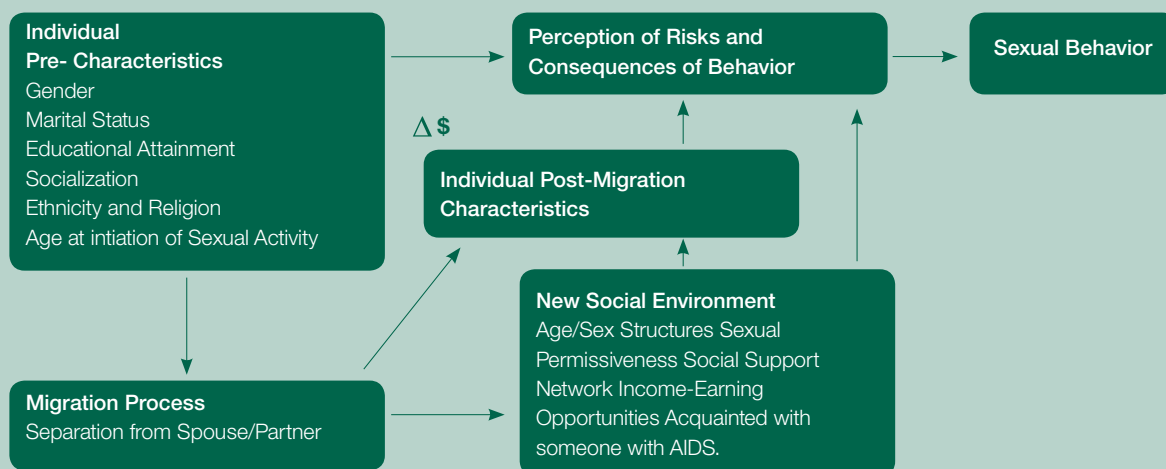 Individual
Pre- Characteristics
Gender
Marital Status
Educational Attainment
Socialization
Ethnicity and Religion
Age at intiation of Sexual Activity
Perception of Risks and
Consequences of Behavior
Sexual Behavior
Δ $
Individual Post-Migration
Characteristics
New Social Environment
Age/Sex Structures Sexual
Permissiveness Social Support
Network Income-Earning
Opportunities Acquainted with
someone with AIDS.
Migration Process
Separation from Spouse/Partner